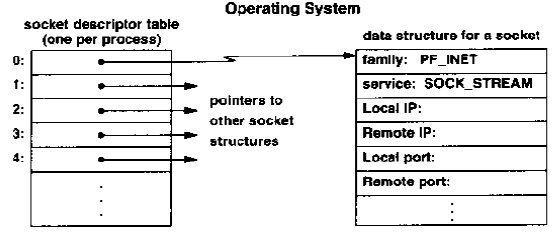 Operating System
socket descriptor table
(one per process)
0:
1:
2:
3:
4:
pointers to
other socket
structures
data structure for a socket
family: PF_INET
service: SOCK_STREAM
Local IP:
Remote IP:
Local port:
Remote port: